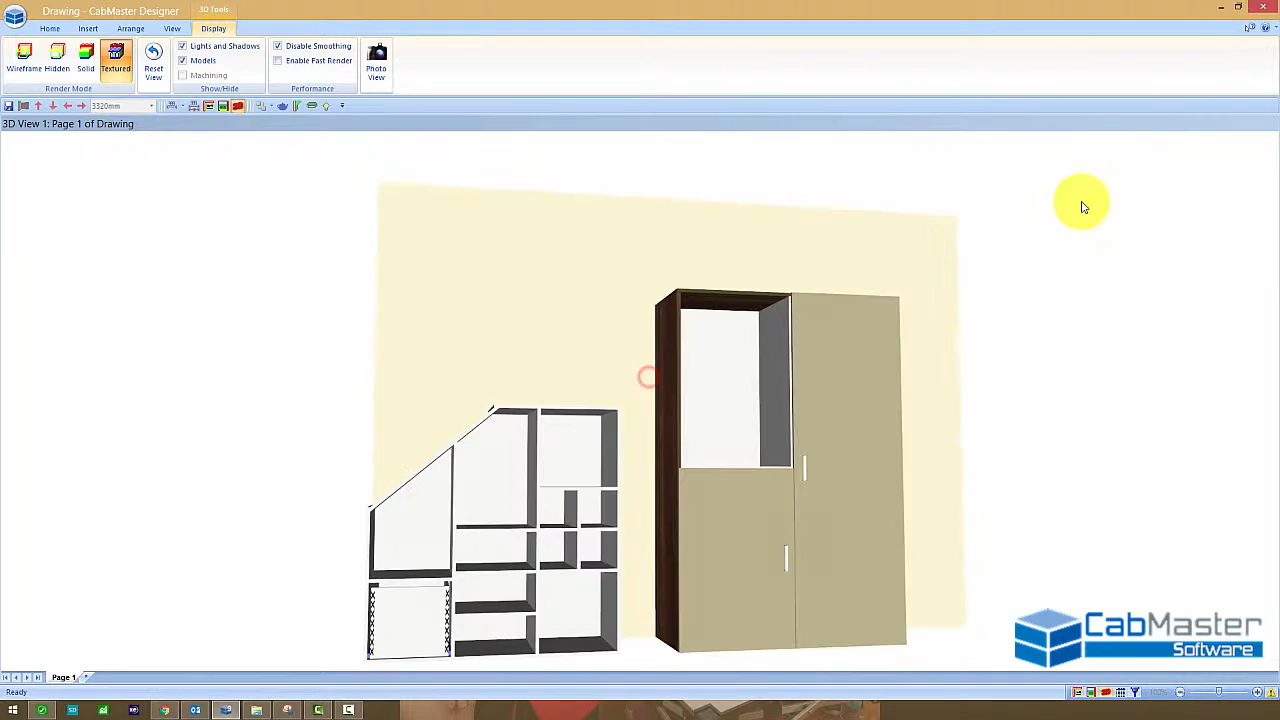 Drawing - CabMaster Designer
3D Tools
Home
Insert
Arrange
View
Display
Wireframe
Hidden
Solid
Textured
Render Mode
Reset
View
Lights and Shadows
Models
Machining
Show/Hide
Disable Smoothing
Enable Fast Render
Performance
Photo
View
3320mm
3D View 1: Page 1 of Drawing
CabMaster
Software
Page 1
Ready
100%